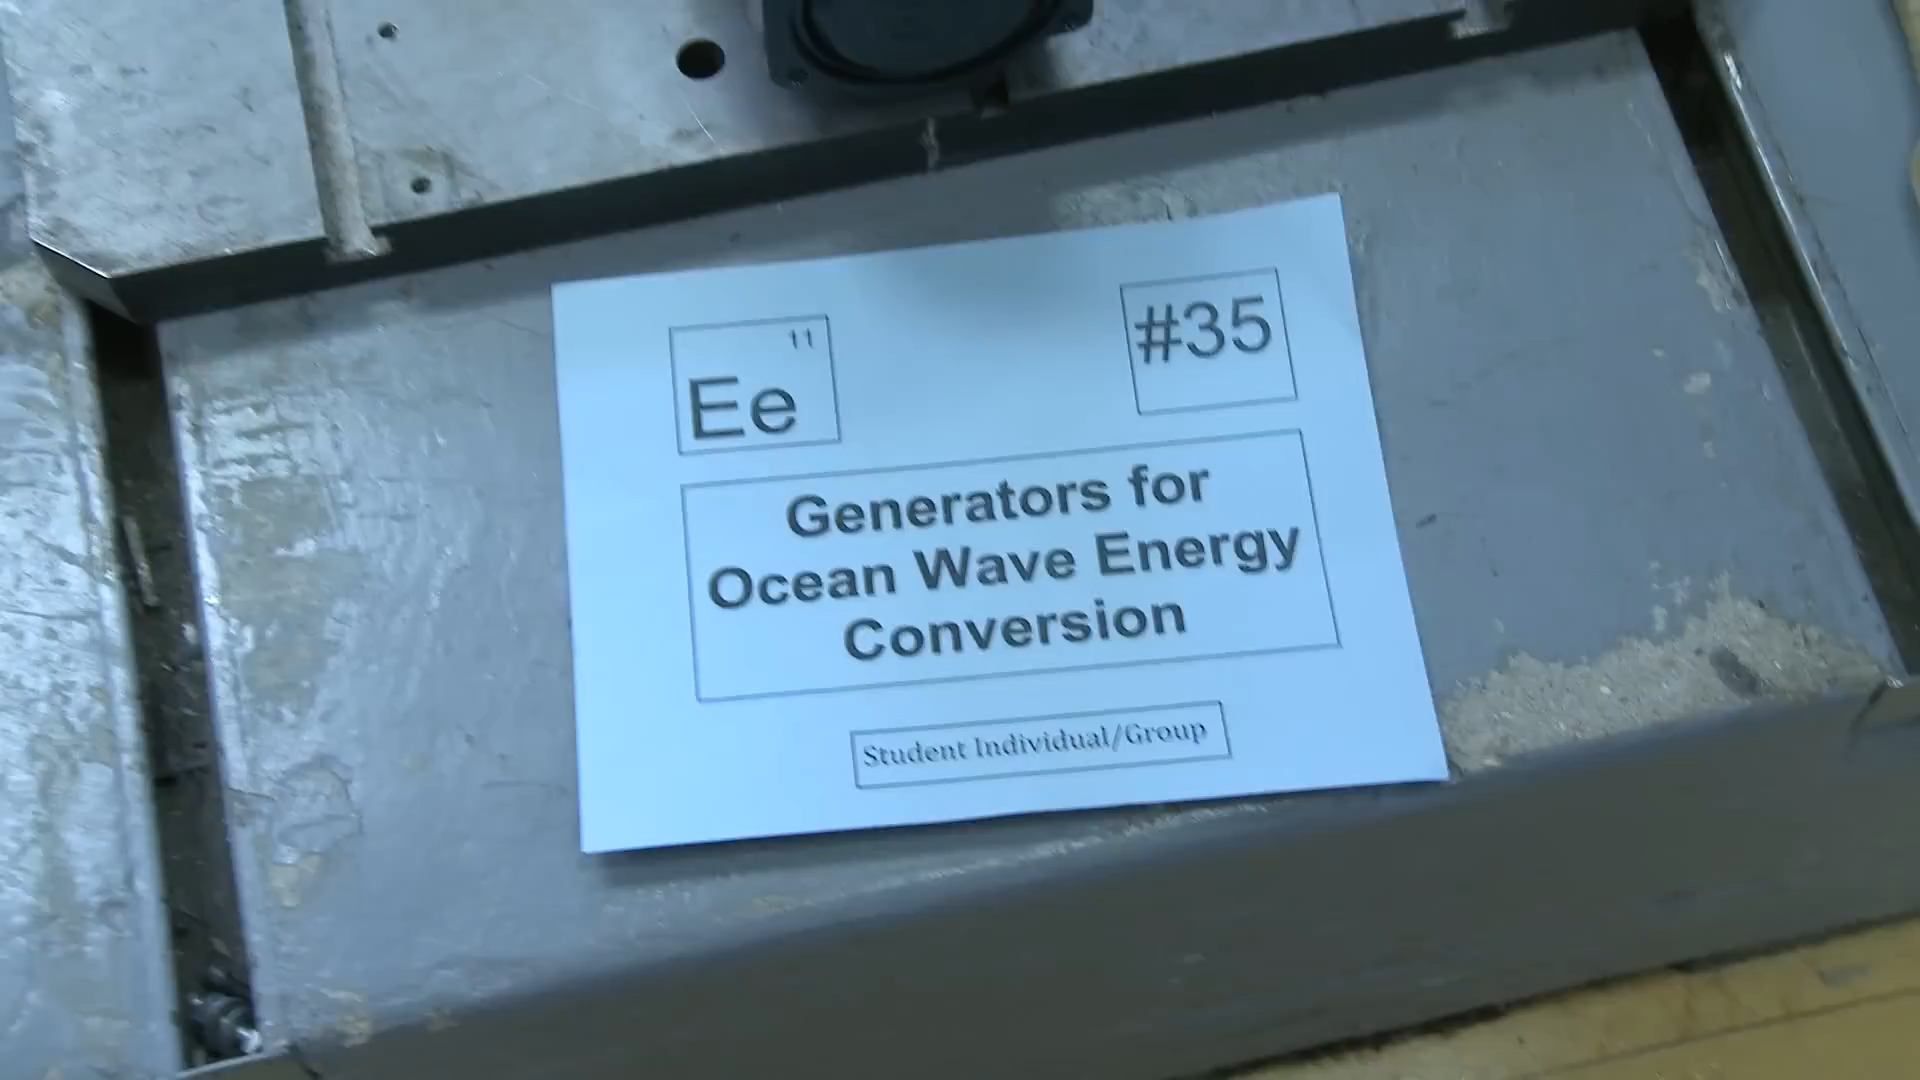 11
Ee
#35
Generators for
Ocean Wave Energy
Conversion
Student Individual/Group